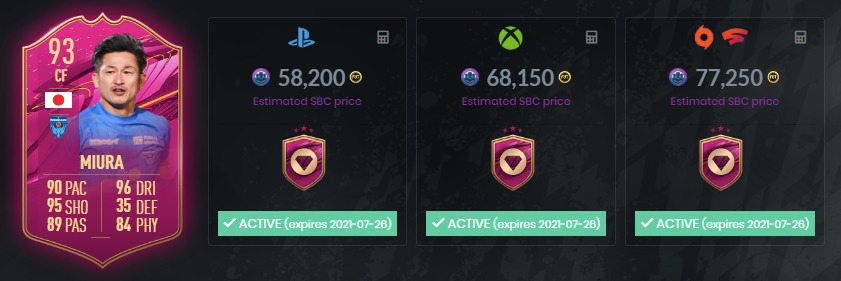 93
CF
MIURA
90 PAC 96 DRI
95 SHO 35 DEF
89 PAS 84 PHY
58,200
Estimated SBC price
ACTIVE (expires 2021-07-26)
68,150
Estimated SBC price
ACTIVE (expires 2021-07-26)
77,250
Estimated SBC price
ACTIVE (expires 2021-07-26)